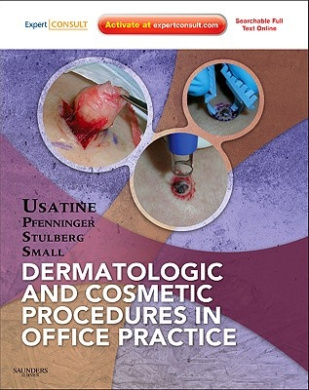 Expert CONSULT
Activate at expertconsult.com
Searchable Full
Text Online
USATINE
PFENNINGER
STULBERG
SMALL
DERMATOLOGIC
AND COSMETIC
PROCEDURES IN
OFFICE PRACTICE
SAUNDERS
ELSEVIER